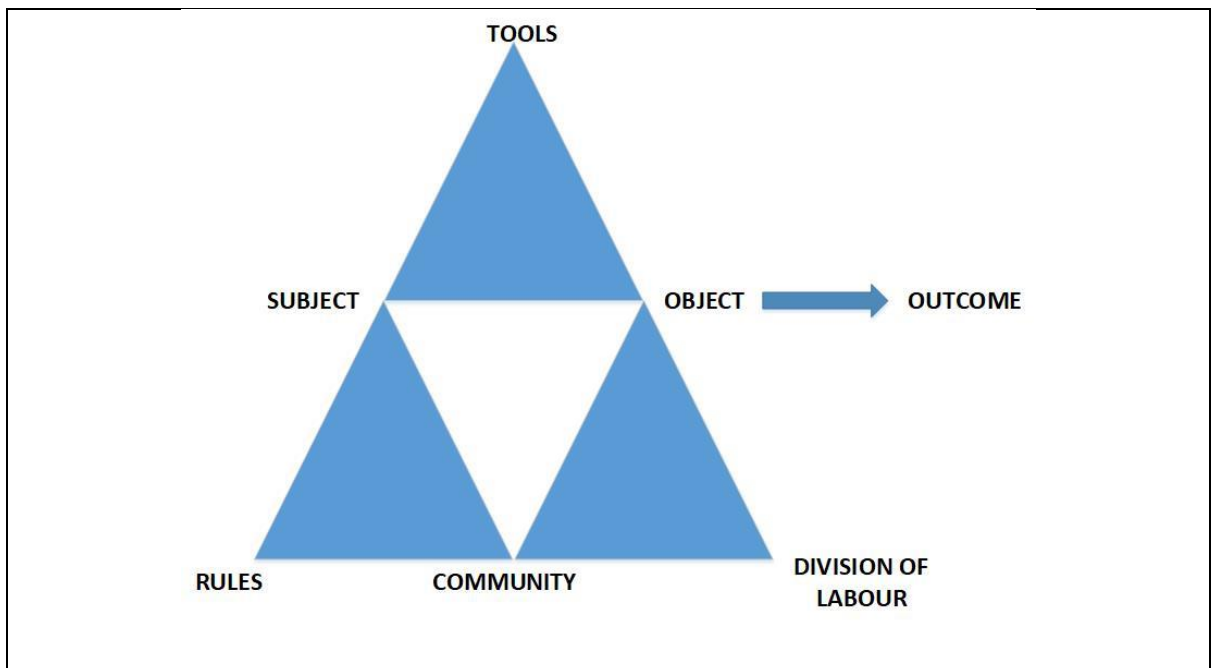 TOOLS
SUBJECT
OBJECT
OUTCOME
RULES
COMMUNITY
DIVISION OF
LABOUR